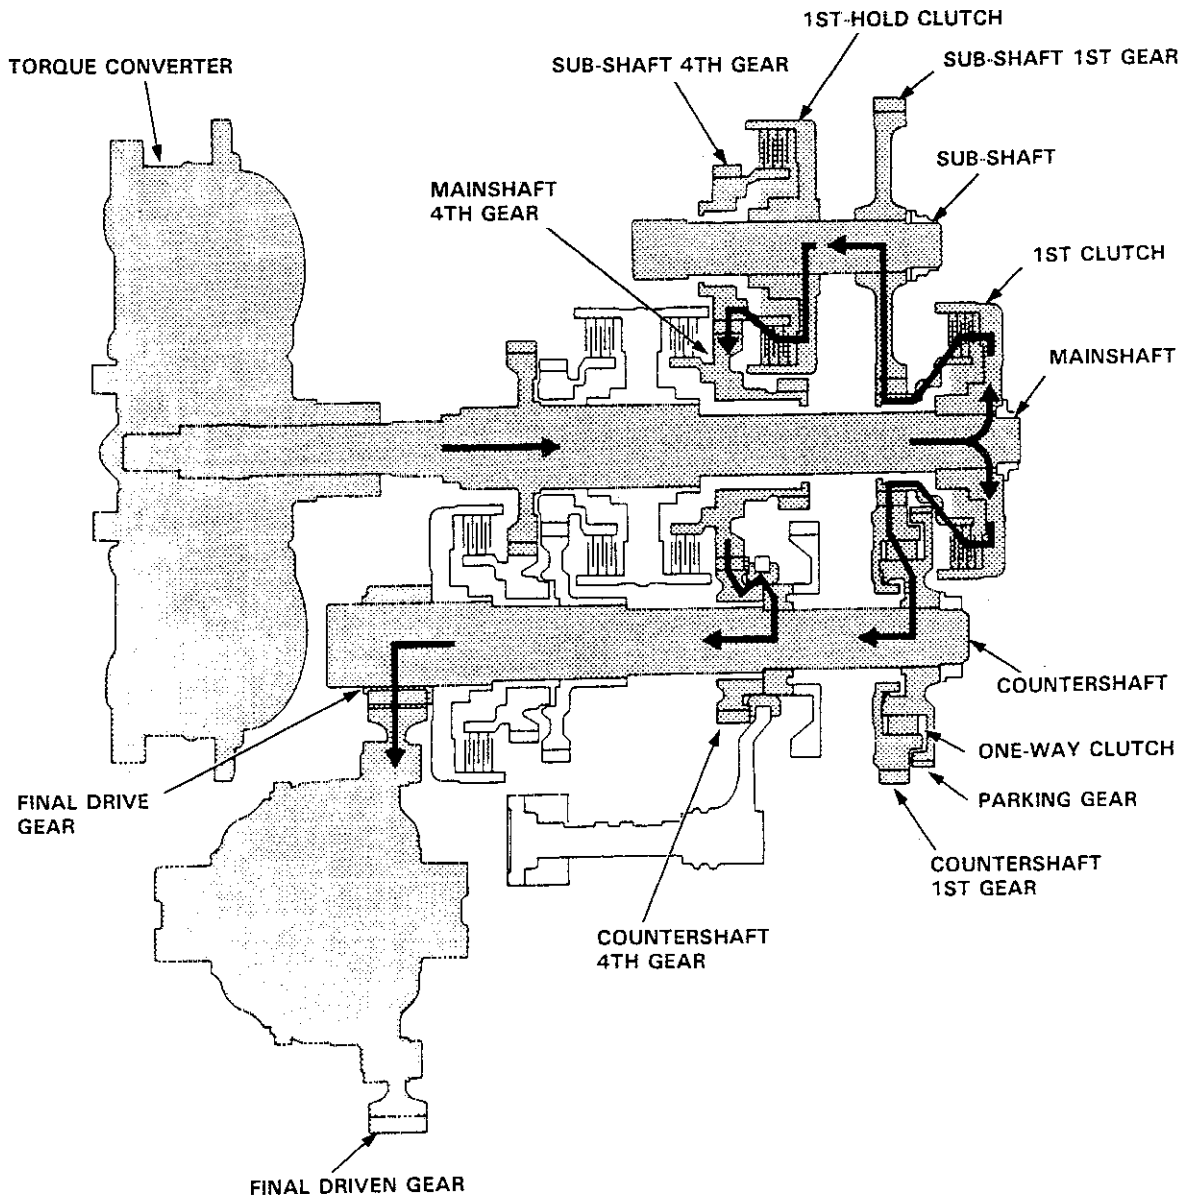 1ST-HOLD CLUTCH
TORQUE CONVERTER
SUB-SHAFT 4TH GEAR
SUB-SHAFT 1ST GEAR
SUB-SHAFT
MAINSHAFT
4TH GEAR
1ST CLUTCH
MAINSHAFT
COUNTERSHAFT
ONE-WAY CLUTCH
FINAL DRIVE
GEAR
PARKING GEAR
COUNTERSHAFT
1ST GEAR
COUNTERSHAFT
4TH GEAR
FINAL DRIVEN GEAR